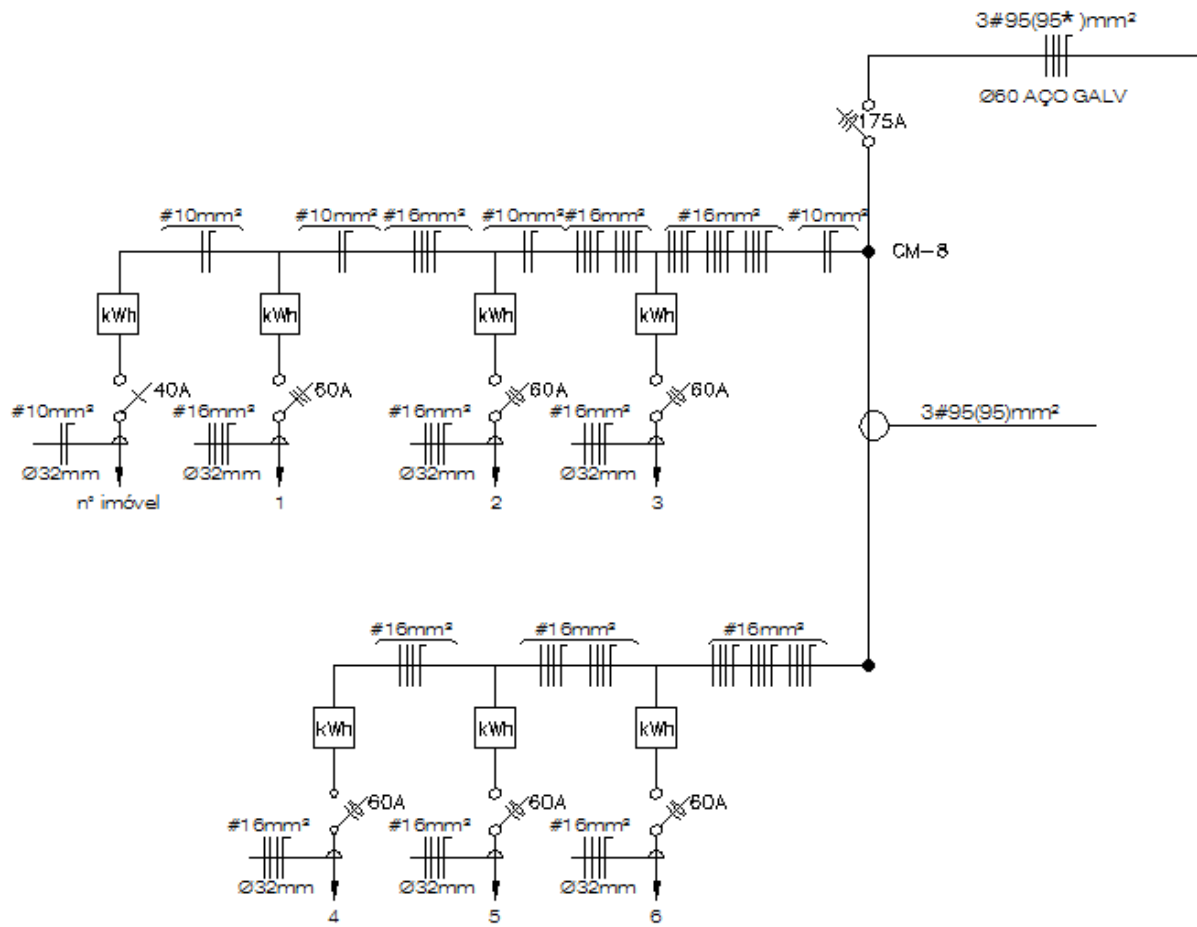 3#95(95*)mm²
Ø60 AÇO GALV
175A
#10mm² #10mm² #16mm² #10mm² #16mm² #16mm² #10mm²
CM-8
kWh kWh kWh kWh
40A 60A 60A 60A
#10mm² #16mm² #16mm² #16mm²
3#95(95)mm²
Ø32mm Ø32mm Ø32mm Ø32mm
n° imóvel 1 2 3
#16mm² #16mm² #16mm²
kWh kWh kWh
60A 60A 60A
#16mm² #16mm² #16mm²
Ø32mm Ø32mm Ø32mm
4 5 6